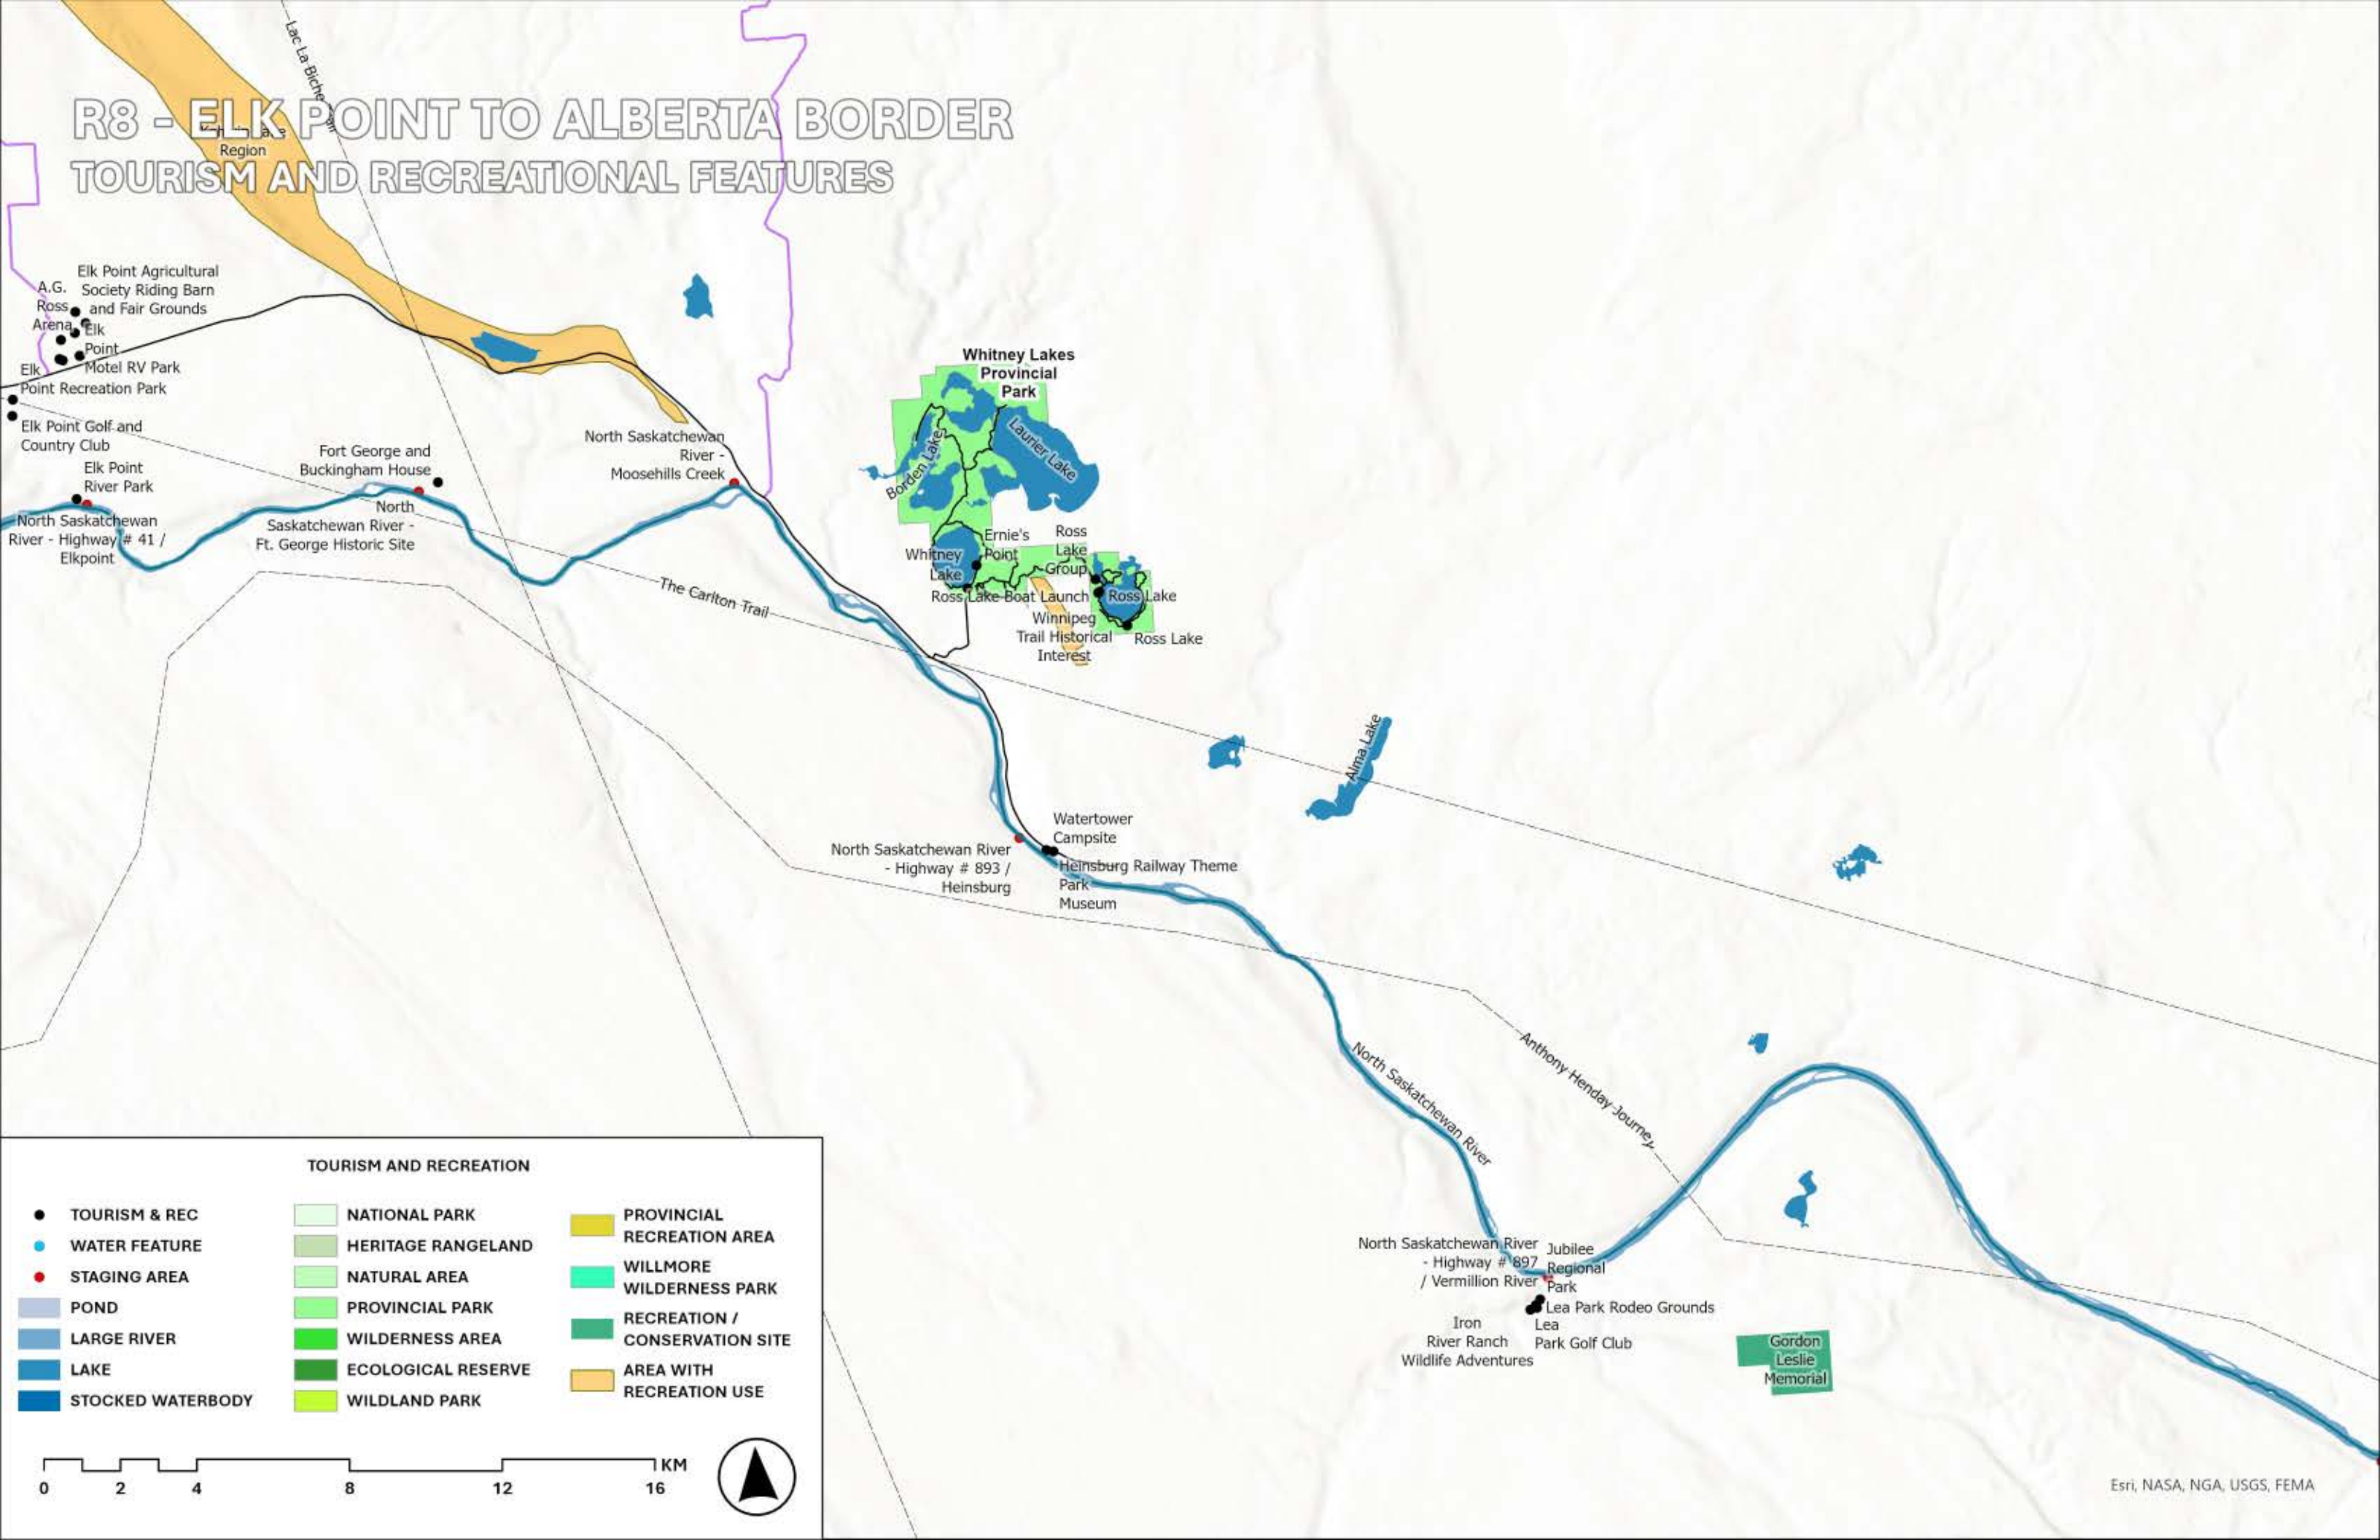 Lac La Biche
R8 - ELK POINT TO ALBERTA BORDER
Region
TOURISM AND RECREATIONAL FEATURES
Elk Point Agricultural
Society Riding Barn
and Fair Grounds
A.G.
Ross
Arena
Elk
Point
Motel RV Park
Elk
Point Recreation Park
Elk Point Golf and
Country Club
Elk Point
River Park
North Saskatchewan
River - Highway # 41 /
Elkpoint
Fort George and
Buckingham House
North
Saskatchewan River -
Ft. George Historic Site
North Saskatchewan
River -
Moosehills Creek
The Carlton Trail
Whitney Lakes
Provincial
Park
Borden Lake
Laurier Lake
Whitney
Lake
Ernie's
Point
Ross
Lake
Group
Ross Lake Boat Launch
Ross Lake
Winnipeg
Trail Historical
Interest
Ross Lake
Alma Lake
Watertower
Campsite
North Saskatchewan River
- Highway # 893 /
Heinsburg
Heinsburg Railway Theme
Park
Museum
North Saskatchewan River
Anthony Henday Journey
North Saskatchewan River
- Highway # 897
/ Vermillion River
Jubilee
Regional
Park
Lea Park Rodeo Grounds
Lea
Park Golf Club
Iron
River Ranch
Wildlife Adventures
Gordon
Leslie
Memorial
TOURISM AND RECREATION
TOURISM & REC
WATER FEATURE
STAGING AREA
POND
LARGE RIVER
LAKE
STOCKED WATERBODY
NATIONAL PARK
HERITAGE RANGELAND
NATURAL AREA
PROVINCIAL PARK
WILDERNESS AREA
ECOLOGICAL RESERVE
WILDLAND PARK
PROVINCIAL
RECREATION AREA
WILLMORE
WILDERNESS PARK
RECREATION /
CONSERVATION SITE
AREA WITH
RECREATION USE
KM
0 2 4 8 12 16
Esri, NASA, NGA, USGS, FEMA